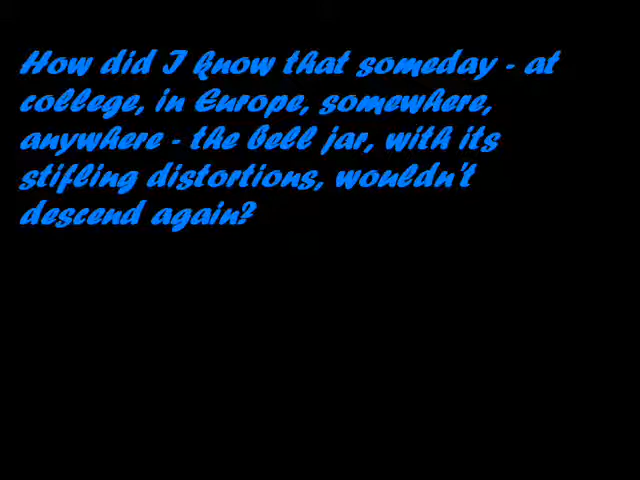 How did I know that someday - at
college, in Europe, somewhere,
anywhere - the bell jar, with its
stifling distortions, wouldn't
descend again?